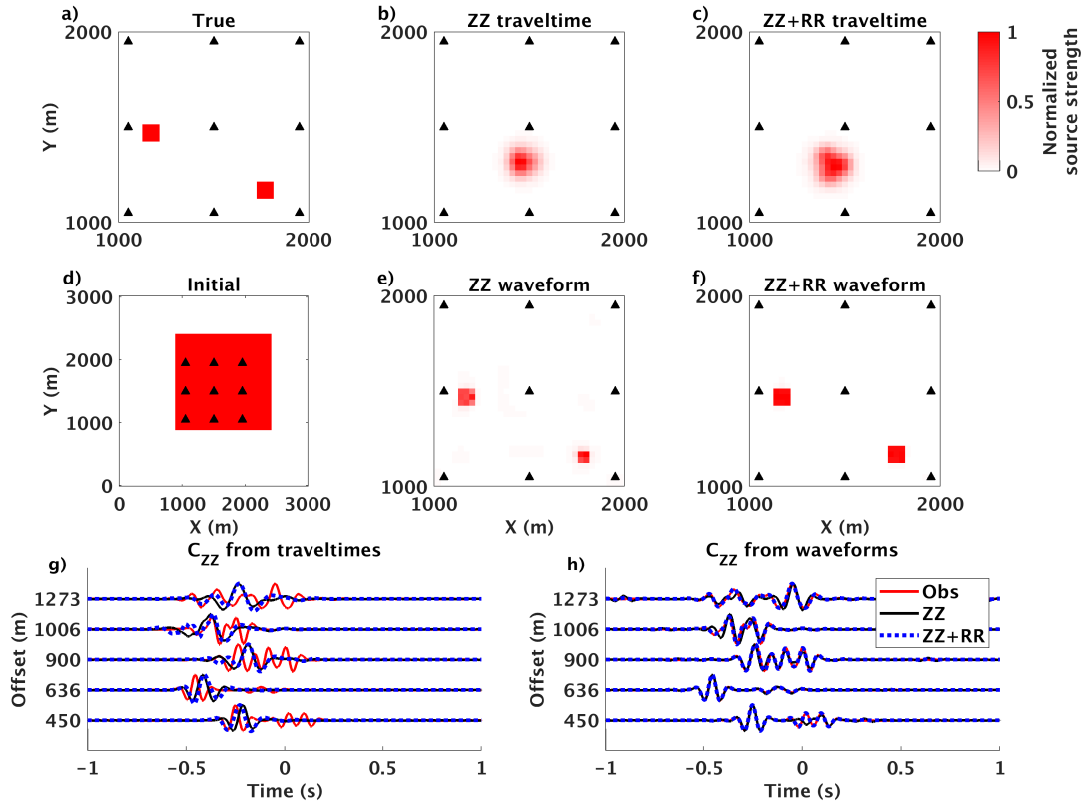 a)
True
2000
Y (m)
1000
1000
2000
b)
ZZ traveltime
2000
1000
1000
2000
c)
ZZ+RR traveltime
2000
1000
1000
2000
1
0.5
0
Normalized
source strength
d)
Initial
3000
2000
1000
0
Y (m)
0
1000
2000
3000
X (m)
e)
ZZ waveform
2000
1000
1000
2000
X (m)
f)
ZZ+RR waveform
2000
1000
1000
2000
X (m)
g)
C_ZZ from traveltimes
Offset (m)
1273
1006
900
636
450
-1
-0.5
0
0.5
1
Time (s)
h)
C_ZZ from waveforms
Offset (m)
1273
1006
900
636
450
Obs
ZZ
ZZ+RR
-1
-0.5
0
0.5
1
Time (s)